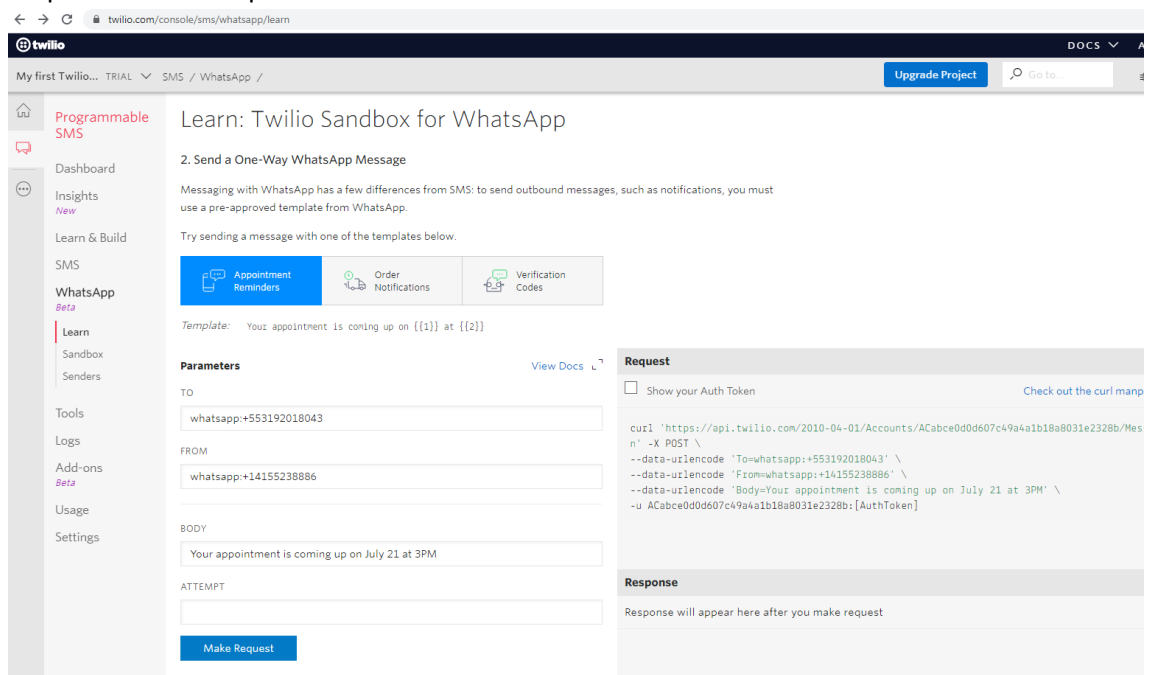 twilio.com/console/sms/whatsapp/learn
twilio
DOCS
My first Twilio... TRIAL SMS / WhatsApp /
Upgrade Project
Go to...
Programmable
SMS
Dashboard
Insights
New
Learn & Build
SMS
WhatsApp
Beta
Learn
Sandbox
Senders
Tools
Logs
Add-ons
Beta
Usage
Settings
Learn: Twilio Sandbox for WhatsApp
2. Send a One-Way WhatsApp Message
Messaging with WhatsApp has a few differences from SMS: to send outbound messages, such as notifications, you must
use a pre-approved template from WhatsApp.
Try sending a message with one of the templates below.
Appointment
Reminders
Order
Notifications
Verification
Codes
Template: Your appointment is coming up on {{1}} at {{2}}
Parameters
View Docs
TO
whatsapp:+553192018043
FROM
whatsapp:+14155238886
BODY
Your appointment is coming up on July 21 at 3PM
ATTEMPT
Make Request
Request
Show your Auth Token
Check out the curl manp
curl 'https://api.twilio.com/2010-04-01/Accounts/ACabce0d0d607c49a4a1b18a8031e2328b/Mes
n' -X POST \
--data-urlencode 'To=whatsapp:+553192018043' \
--data-urlencode 'From=whatsapp:+14155238886' \
--data-urlencode 'Body=Your appointment is coming up on July 21 at 3PM' \
-u ACabce0d0d607c49a4a1b18a8031e2328b:[AuthToken]
Response
Response will appear here after you make request